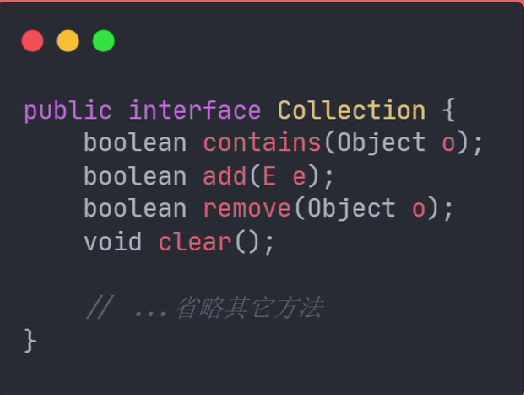 public interface Collection {
    boolean contains(Object o);
    boolean add(E e);
    boolean remove(Object o);
    void clear();
    // ...省略其它方法
}